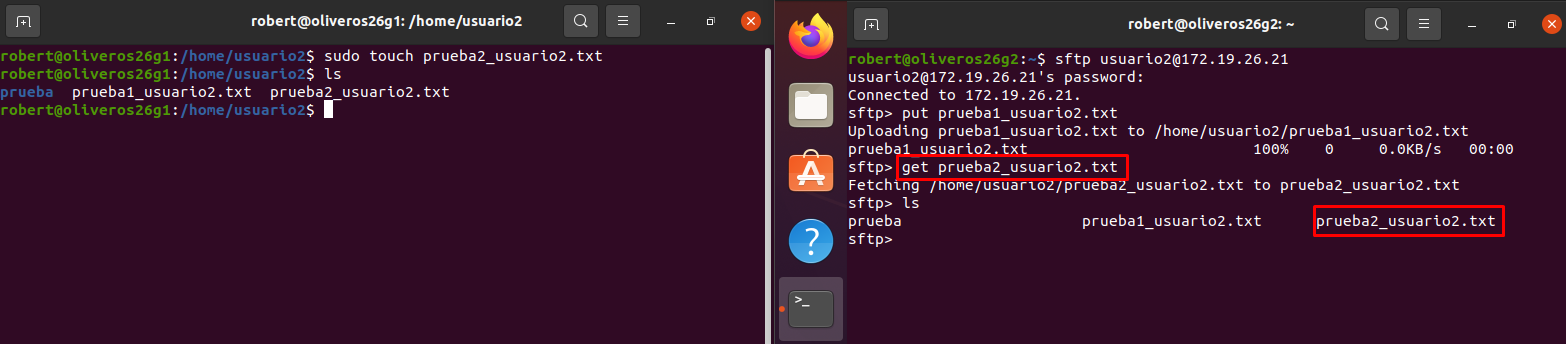 robert@oliveros26g1: /home/usuario2
robert@oliveros26g1:/home/usuario2$ sudo touch prueba2_usuario2.txt
robert@oliveros26g1:/home/usuario2$ ls
prueba  prueba1_usuario2.txt  prueba2_usuario2.txt
robert@oliveros26g1:/home/usuario2$
robert@oliveros26g2: ~
robert@oliveros26g2:~$ sftp usuario2@172.19.26.21
usuario2@172.19.26.21's password:
Connected to 172.19.26.21.
sftp> put prueba1_usuario2.txt
Uploading prueba1_usuario2.txt to /home/usuario2/prueba1_usuario2.txt
prueba1_usuario2.txt                          100%    0     0.0KB/s   00:00
sftp> get prueba2_usuario2.txt
Fetching /home/usuario2/prueba2_usuario2.txt to prueba2_usuario2.txt
sftp> ls
prueba                    prueba1_usuario2.txt      prueba2_usuario2.txt
sftp>